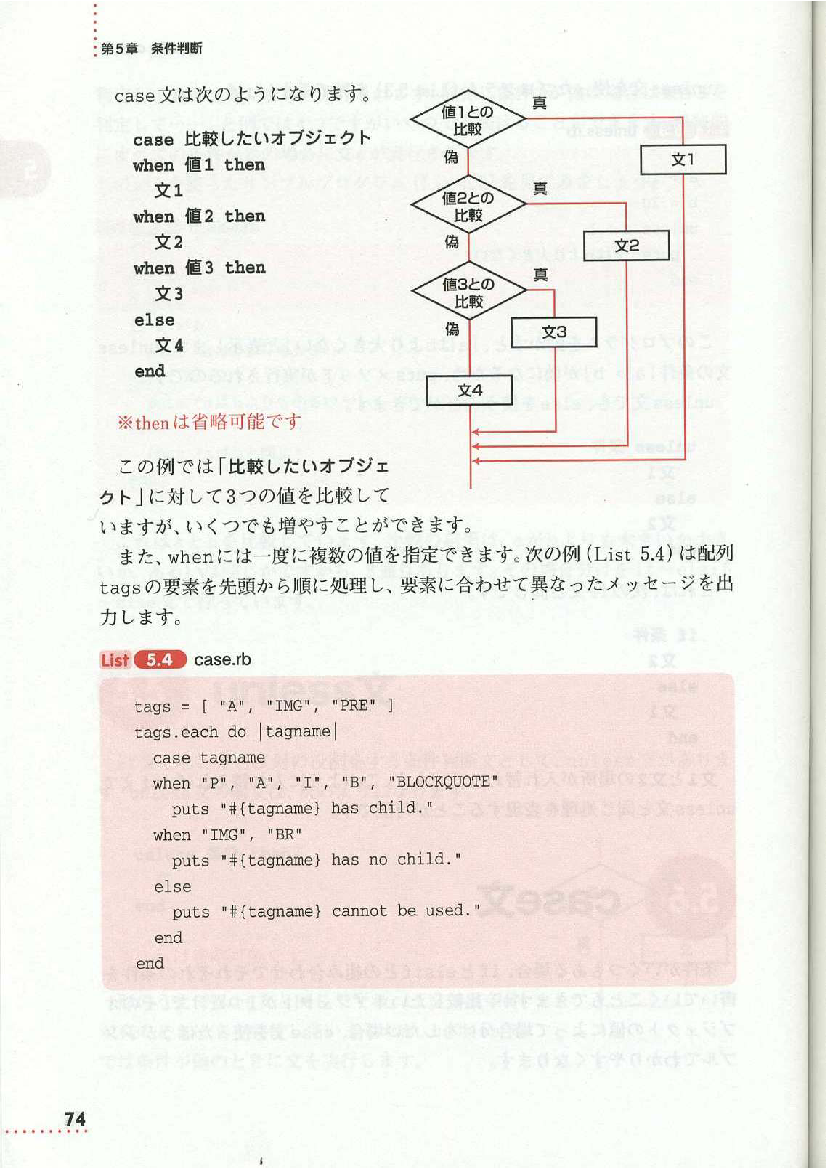 第5章　条件判断
case文は次のようになります。
case 比較したいオブジェクト
when 値1 then
文1
when 値2 then
文2
when 値3 then
文3
else
文4
end
※thenは省略可能です
値1との
比較
真
偽
文1
値2との
比較
真
偽
文2
値3との
比較
真
偽
文3
文4
この例では「比較したいオブジェ
クト」に対して3つの値を比較して
いますが、いくつでも増やすことができます。
また、whenには一度に複数の値を指定できます。次の例（List 5.4）は配列
tagsの要素を先頭から順に処理し、要素に合わせて異なったメッセージを出
力します。
List 5.4 case.rb
tags = [ "A", "IMG", "PRE" ]
tags.each do |tagname|
case tagname
when "P", "A", "I", "B", "BLOCKQUOTE"
puts "#{tagname} has child."
when "IMG", "BR"
puts "#{tagname} has no child."
else
puts "#{tagname} cannot be used."
end
end
74